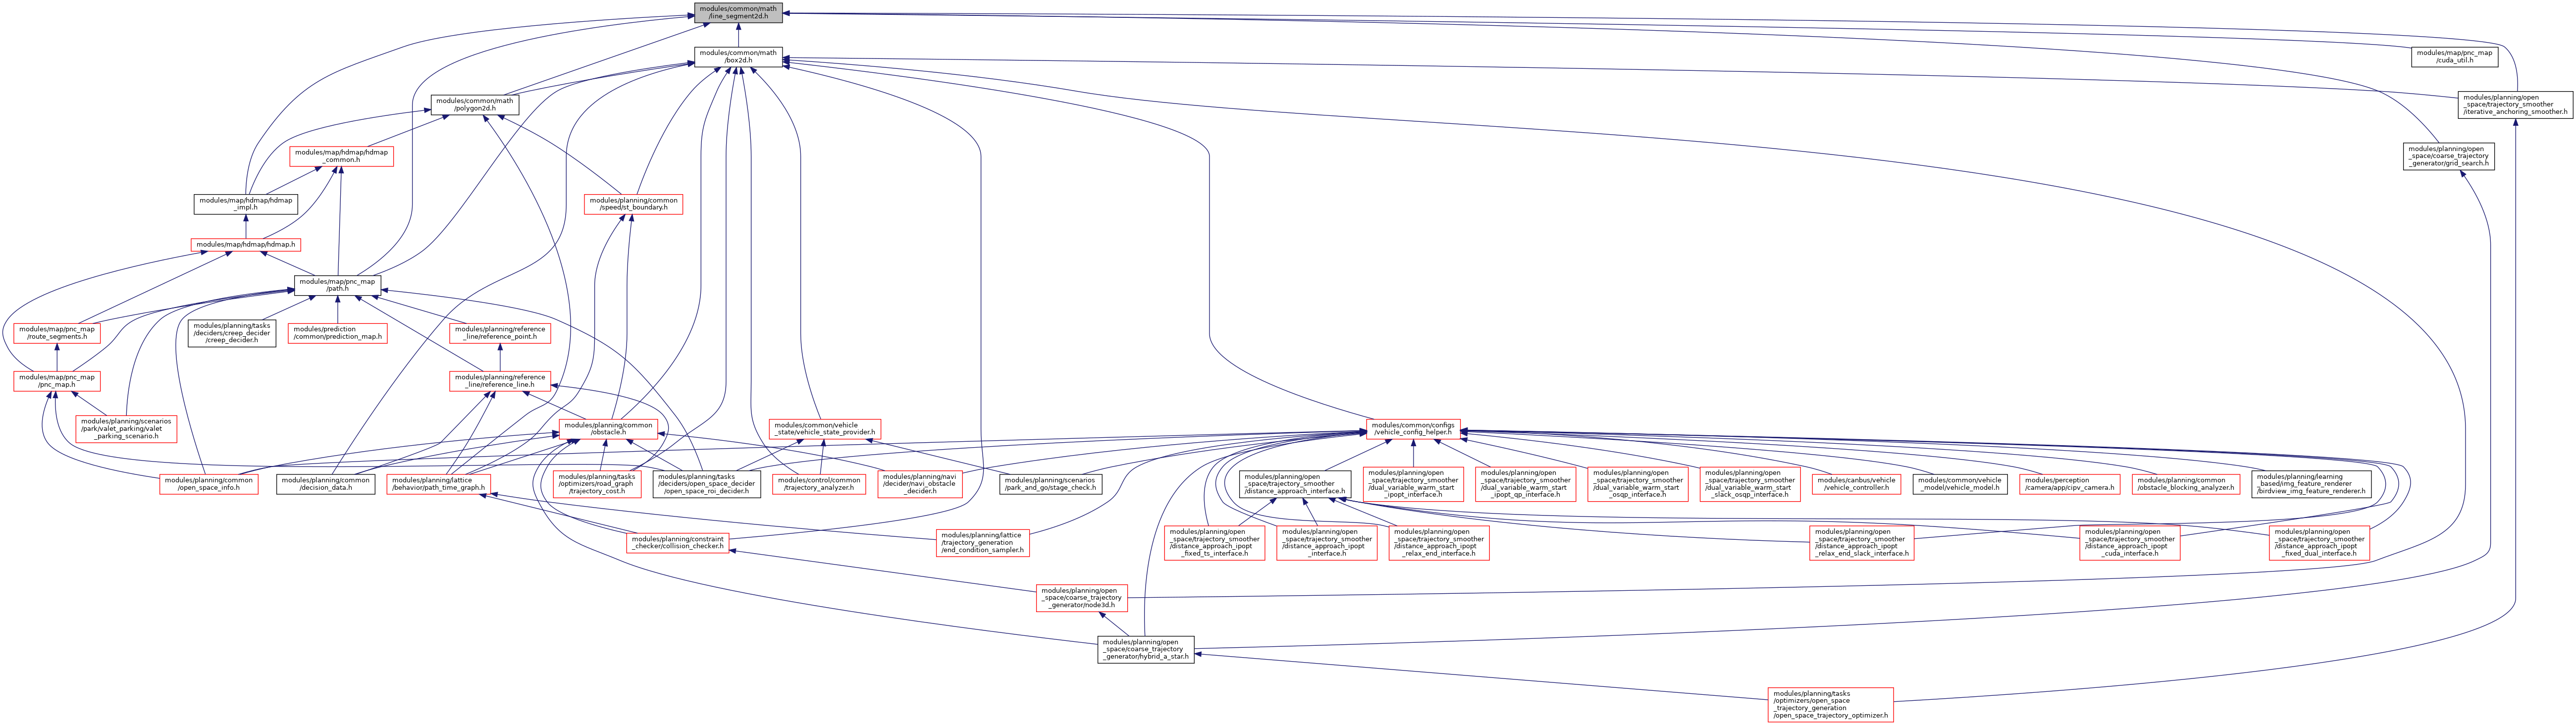 modules/common/math
/line_segment2d.h
modules/common/math
/box2d.h
modules/map/pnc_map
/cuda_util.h
modules/common/math
/polygon2d.h
modules/planning/open
_space/trajectory_smoother
/iterative_anchoring_smoother.h
modules/map/hdmap/hdmap
_common.h
modules/planning/open
_space/coarse_trajectory
_generator/grid_search.h
modules/map/hdmap/hdmap
_impl.h
modules/planning/common
/speed/st_boundary.h
modules/map/hdmap/hdmap.h
modules/map/pnc_map
/path.h
modules/map/pnc_map
/route_segments.h
modules/planning/tasks
/deciders/creep_decider
/creep_decider.h
modules/prediction
/common/prediction_map.h
modules/planning/reference
_line/reference_point.h
modules/map/pnc_map
/pnc_map.h
modules/planning/reference
_line/reference_line.h
modules/planning/scenarios
/park/valet_parking/valet
_parking_scenario.h
modules/planning/common
/obstacle.h
modules/common/vehicle
_state/vehicle_state_provider.h
modules/common/configs
/vehicle_config_helper.h
modules/planning/common
/open_space_info.h
modules/planning/common
/decision_data.h
modules/planning/lattice
/behavior/path_time_graph.h
modules/planning/tasks
/optimizers/road_graph
/trajectory_cost.h
modules/planning/tasks
/deciders/open_space_decider
/open_space_roi_decider.h
modules/control/common
/trajectory_analyzer.h
modules/planning/navi
/decider/navi_obstacle
_decider.h
modules/planning/scenarios
/park_and_go/stage_check.h
modules/planning/open
_space/trajectory_smoother
/distance_approach_interface.h
modules/planning/open
_space/trajectory_smoother
/dual_variable_warm_start
_ipopt_interface.h
modules/planning/open
_space/trajectory_smoother
/dual_variable_warm_start
_ipopt_qp_interface.h
modules/planning/open
_space/trajectory_smoother
/dual_variable_warm_start
_osqp_interface.h
modules/planning/open
_space/trajectory_smoother
/dual_variable_warm_start
_slack_osqp_interface.h
modules/canbus/vehicle
/vehicle_controller.h
modules/common/vehicle
_model/vehicle_model.h
modules/perception
/camera/app/cipv_camera.h
modules/planning/common
/obstacle_blocking_analyzer.h
modules/planning/learning
_based/img_feature_renderer
/birdview_img_feature_renderer.h
modules/planning/constraint
_checker/collision_checker.h
modules/planning/lattice
/trajectory_generation
/end_condition_sampler.h
modules/planning/open
_space/trajectory_smoother
/distance_approach_ipopt
_fixed_ts_interface.h
modules/planning/open
_space/trajectory_smoother
/distance_approach_ipopt
_interface.h
modules/planning/open
_space/trajectory_smoother
/distance_approach_ipopt
_relax_end_interface.h
modules/planning/open
_space/trajectory_smoother
/distance_approach_ipopt
_relax_end_slack_interface.h
modules/planning/open
_space/trajectory_smoother
/distance_approach_ipopt
_cuda_interface.h
modules/planning/open
_space/trajectory_smoother
/distance_approach_ipopt
_fixed_dual_interface.h
modules/planning/open
_space/coarse_trajectory
_generator/node3d.h
modules/planning/open
_space/coarse_trajectory
_generator/hybrid_a_star.h
modules/planning/tasks
/optimizers/open_space
_trajectory_generation
/open_space_trajectory_optimizer.h